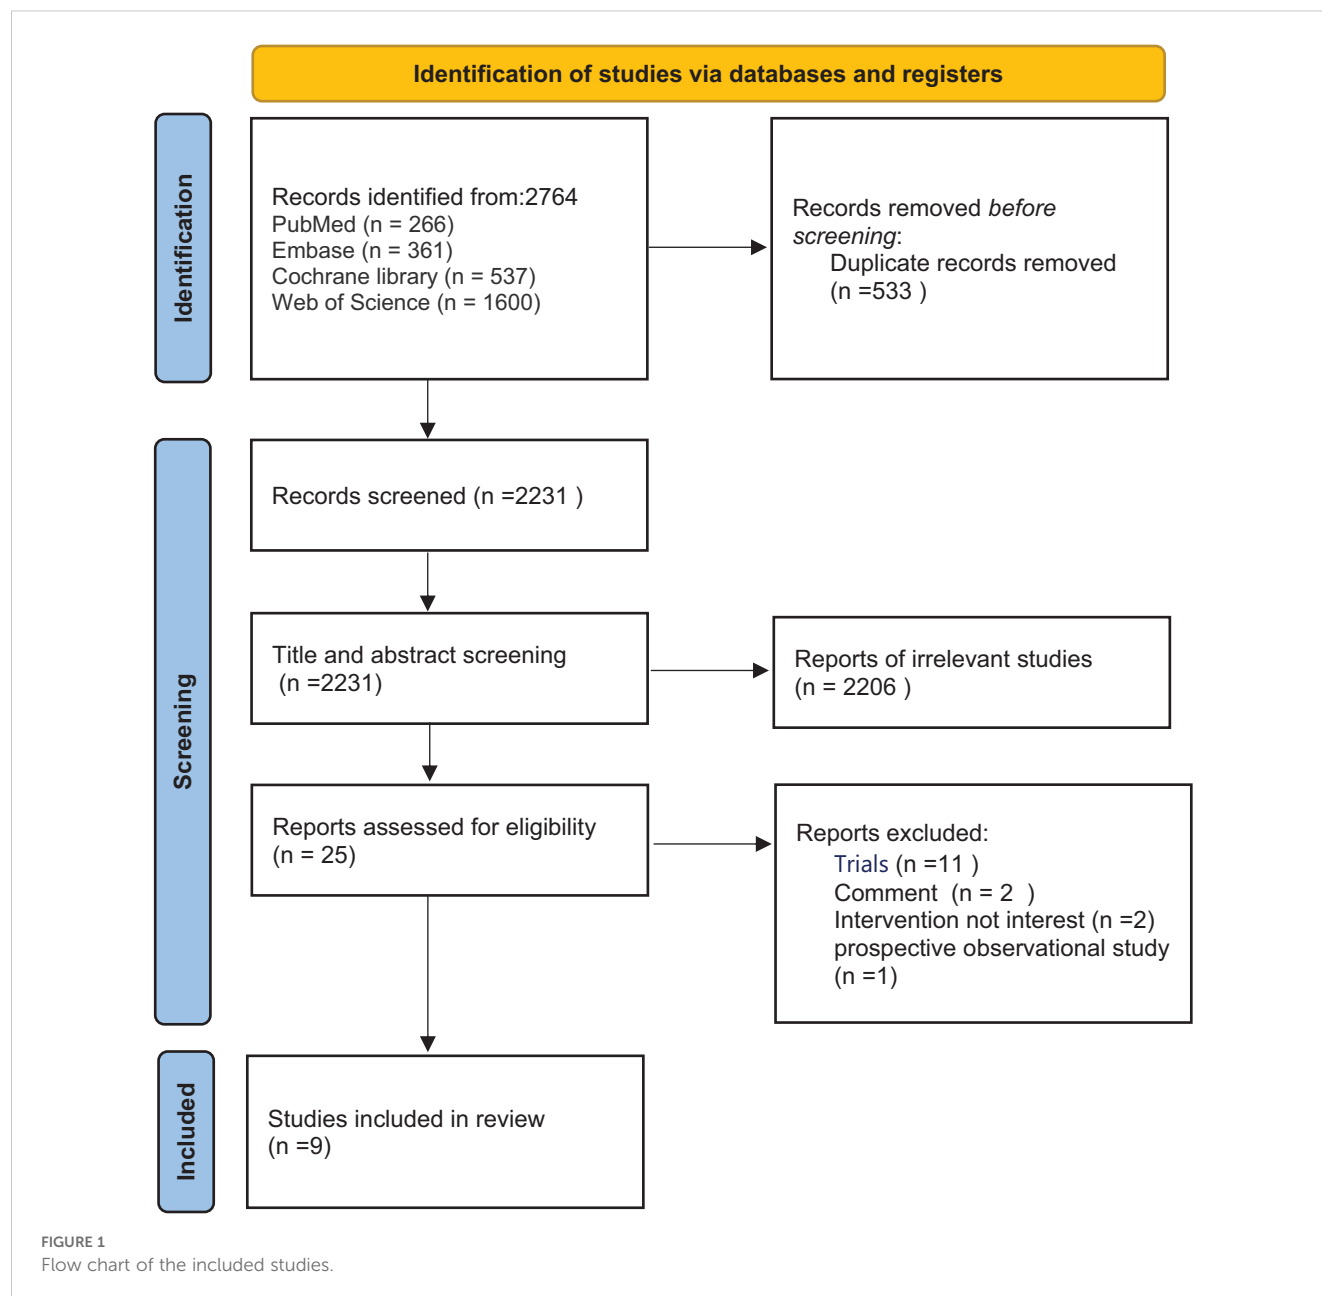 Identification of studies via databases and registers
Identification
Records identified from:2764
PubMed (n = 266)
Embase (n = 361)
Cochrane library (n = 537)
Web of Science (n = 1600)
Records removed before
screening:
Duplicate records removed
(n =533 )
Screening
Records screened (n =2231 )
Title and abstract screening
(n =2231)
Reports of irrelevant studies
(n = 2206 )
Reports assessed for eligibility
(n = 25)
Reports excluded:
Trials (n =11 )
Comment (n = 2 )
Intervention not interest (n =2)
prospective observational study
(n =1)
Included
Studies included in review
(n =9)
FIGURE 1
Flow chart of the included studies.